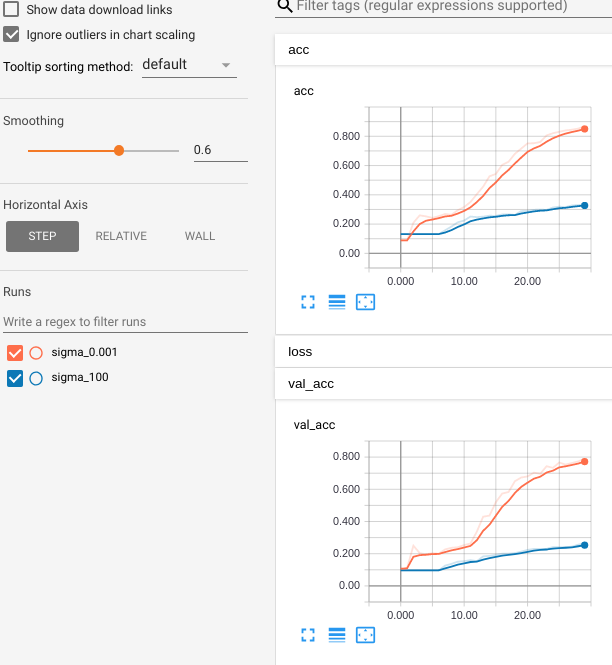 Show data download links
Ignore outliers in chart scaling
Tooltip sorting method: default
Smoothing
0.6
Horizontal Axis
STEP RELATIVE WALL
Runs
Write a regex to filter runs
sigma_0.001
sigma_100
Filter tags (regular expressions supported)
acc
acc
0.800
0.600
0.400
0.200
0.00
0.000 10.00 20.00
loss
val_acc
val_acc
0.800
0.600
0.400
0.200
0.00
0.000 10.00 20.00